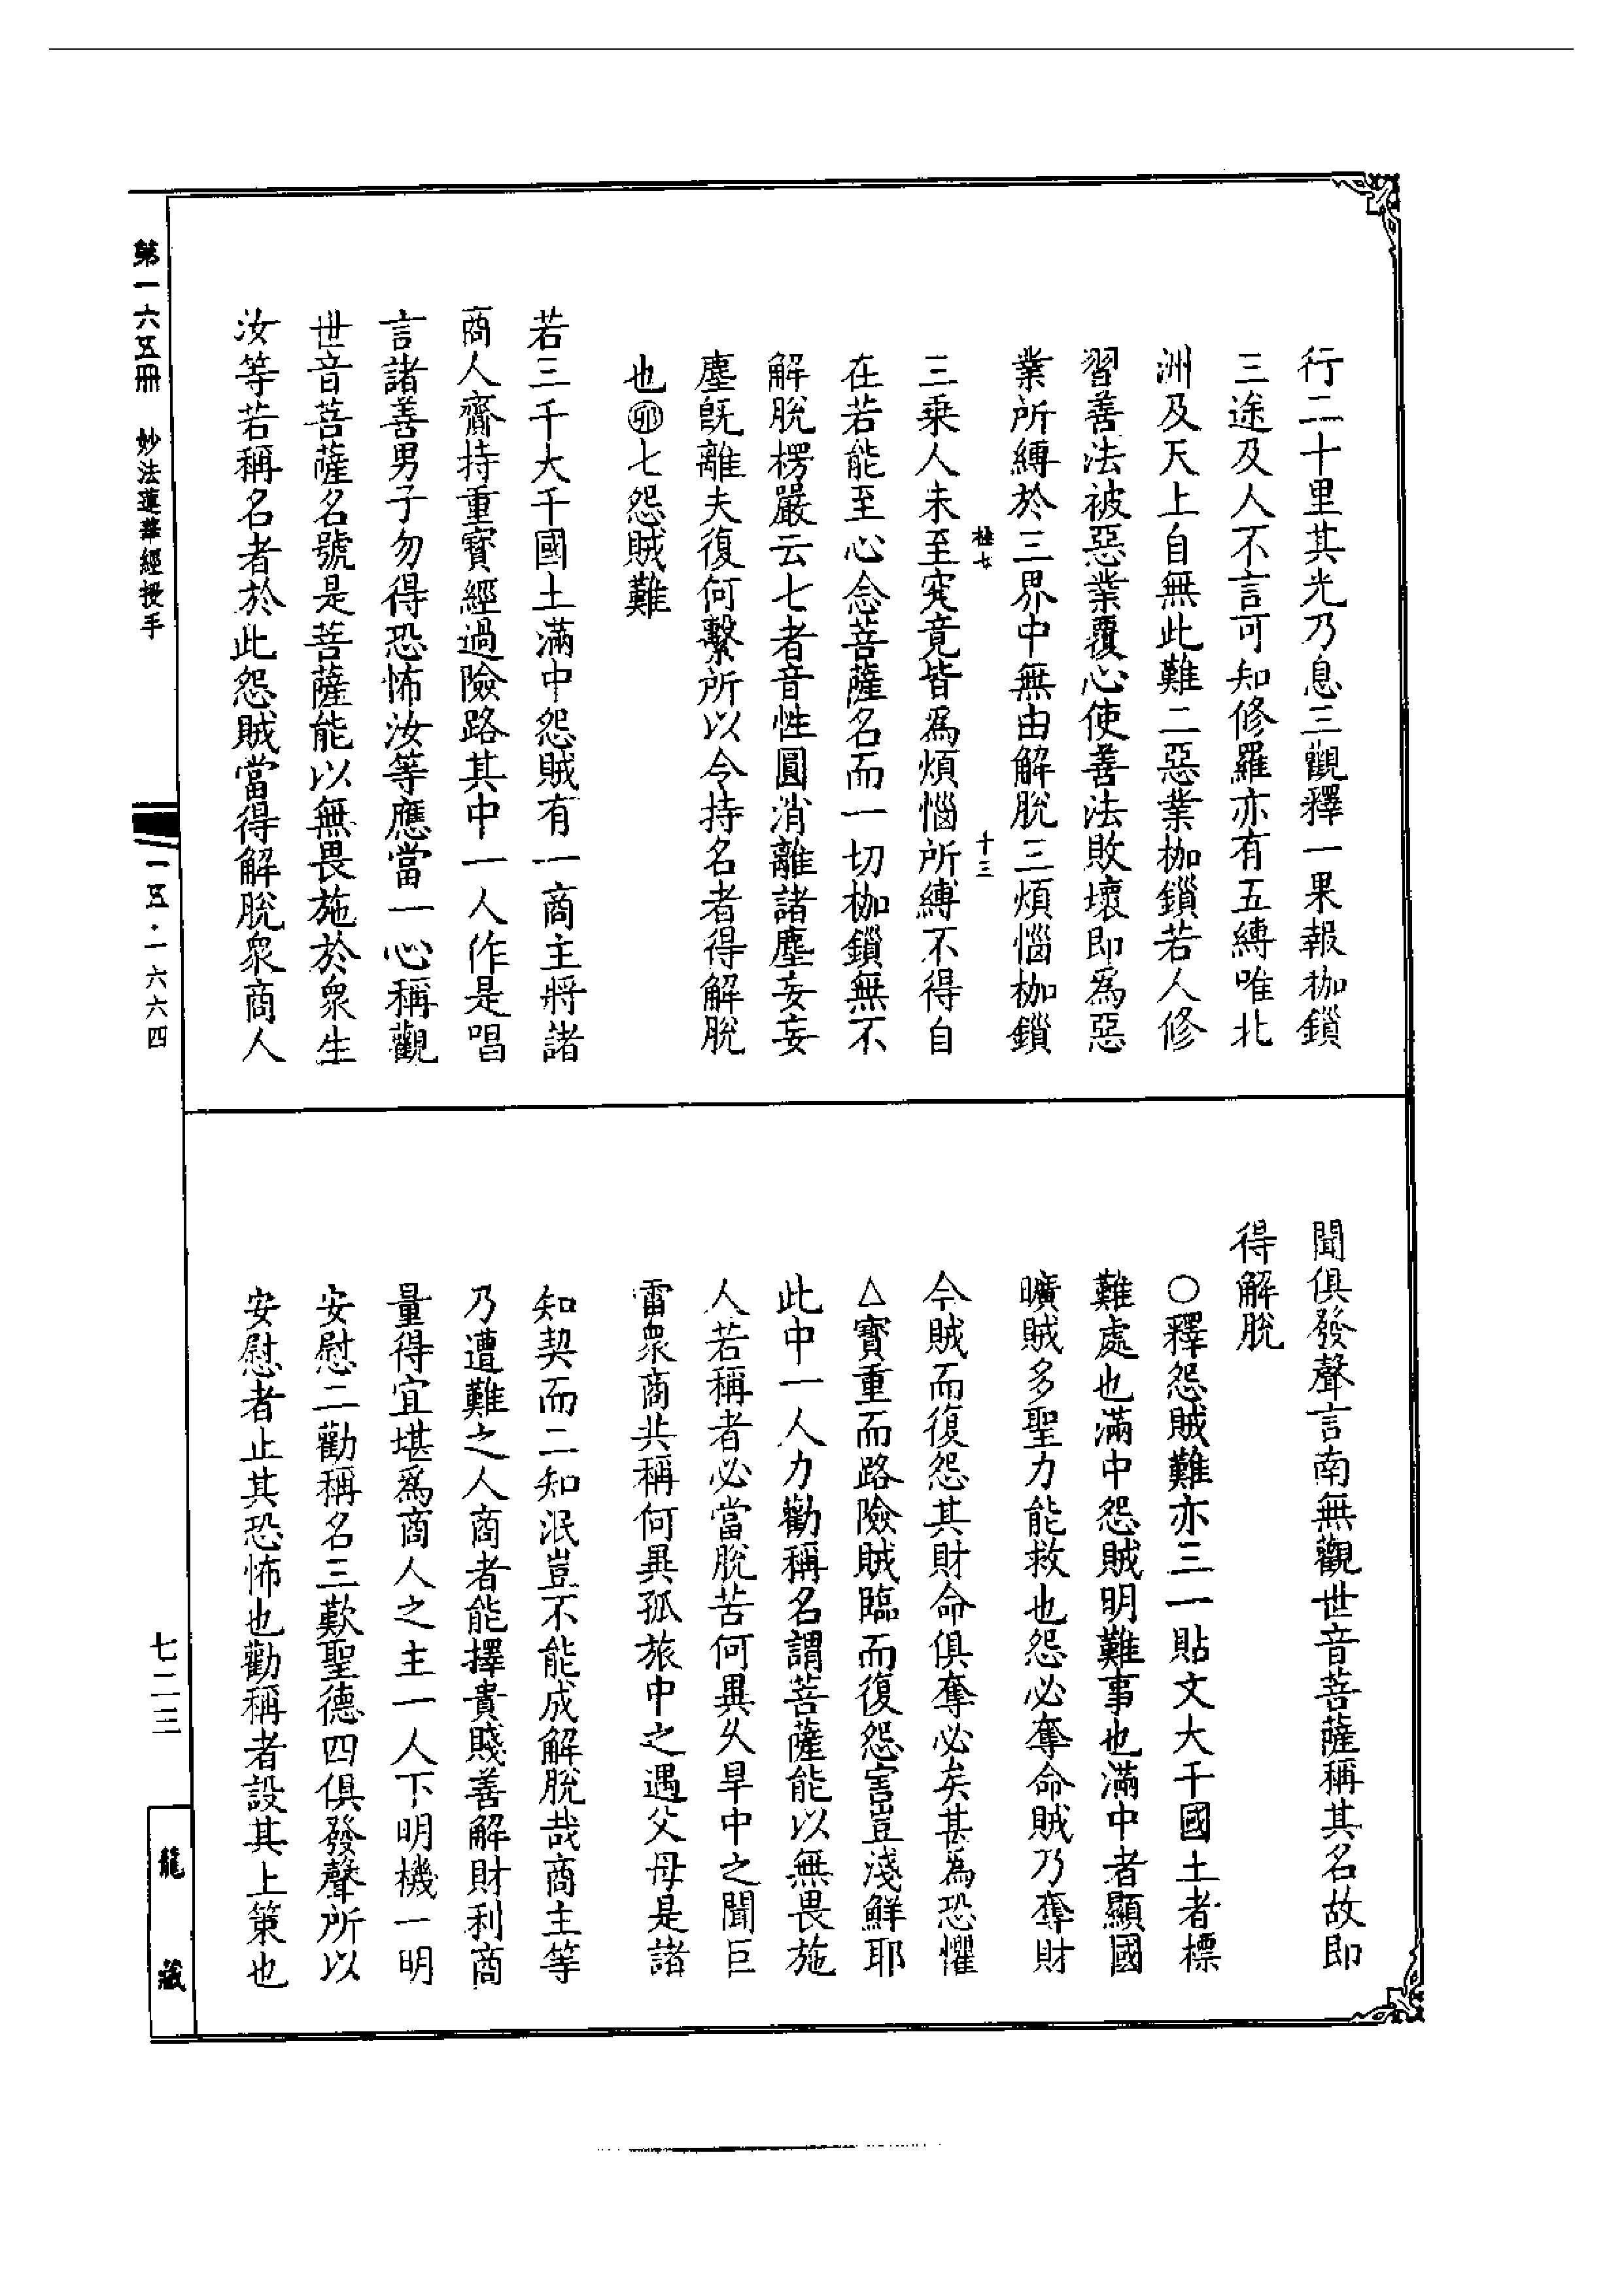 行二十里其光乃息三觀釋一果報枷鎖
三途及人不言可知修羅亦有五縛唯北
洲及天上自無此難二惡業枷鎖若人修
習善法被惡業覆心使善法敗壞即爲惡
業所縛於三界中無由解脫三煩惱枷鎖
十三
三乗人未至究竟皆爲煩惱所縛不得自
在若能至心念菩薩名而一切枷鎖無不
解脫楞嚴云七者音性圓消離諸塵妄妄
塵旣離夫復何繫所以令持名者得解脫
也㊞七怨賊難
若三千大千國土滿中怨賊有一商主將諸
商人齎持重寶經過險路其中一人作是唱
言諸善男子勿得恐怖汝等應當一心稱觀
世音菩薩名號是菩薩能以無畏施於衆生
汝等若稱名者於此怨賊當得解脫衆商人
聞俱發聲言南無觀世音菩薩稱其名故即
得解脫
○釋怨賊難亦三一貼文大千國土者標
難處也滿中怨賊明難事也滿中者顯國
曠賊多聖力能救也怨必奪命賊乃奪財
今賊而復怨其財命俱奪必矣甚爲恐懼
△寶重而路險賊臨而復怨害豈淺鮮耶
此中一人力勸稱名謂菩薩能以無畏施
人若稱者必當脫苦何異久旱中之聞巨
雷衆商共稱何異孤旅中之遇父母是諸
知契而二知泯豈不能成解脫哉商主等
乃遭難之人商者能擇貴賤善解財利商
量得宜堪爲商人之主一人下明機一明
安慰二勸稱名三歎聖德四俱發聲所以
安慰者止其恐怖也勸稱者設其上策也
第一六五冊　妙法蓮華經授手
一五·一六六四
七二三
龍藏